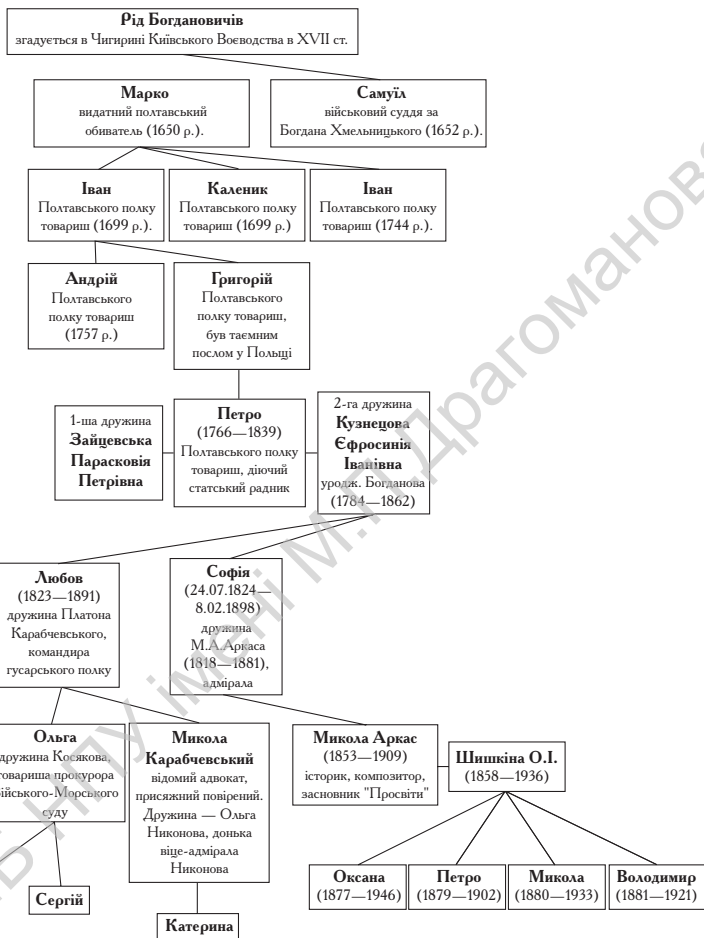 Рід Богдановичів
згадується в Чигирині Київського Воєводства в XVII ст.
Марко
видатний полтавський
обиватель (1650 р.).
Самуїл
військовий суддя за
Богдана Хмельницького (1652 р.).
Іван
Полтавського полку
товариш (1699 р.).
Каленик
Полтавського полку
товариш (1699 р.)
Іван
Полтавського полку
товариш (1744 р.).
Андрій
Полтавського
полку товариш
(1757 р.)
Григорій
Полтавського
полку товариш,
був таємним
послом у Польщі
1-ша дружина
Зайцевська
Парасковія
Петрівна
Петро
(1766—1839)
Полтавського полку
товариш, діючий
статський радник
2-га дружина
Кузнецова
Єфросинія
Іванівна
уродж. Богданова
(1784—1862)
Любов
(1823—1891)
дружина Платона
Карабчевського,
командира
гусарського полку
Софія
(24.07.1824—
8.02.1898)
дружина
М.А.Аркаса
(1818—1881),
адмірала
Ольга
дружина Косякова,
товариша прокурора
ійського-Морського
суду
Микола
Карабчевський
відомий адвокат,
присяжний повірений.
Дружина — Ольга
Никонова, донька
віце-адмірала
Никонова
Микола Аркас
(1853—1909)
історик, композитор,
засновник "Просвіти"
Шишкіна О.І.
(1858—1936)
Сергій
Катерина
Оксана
(1877—1946)
Петро
(1879—1902)
Микола
(1880—1933)
Володимир
(1881—1921)
НПУ імені М.П.Драгоманова